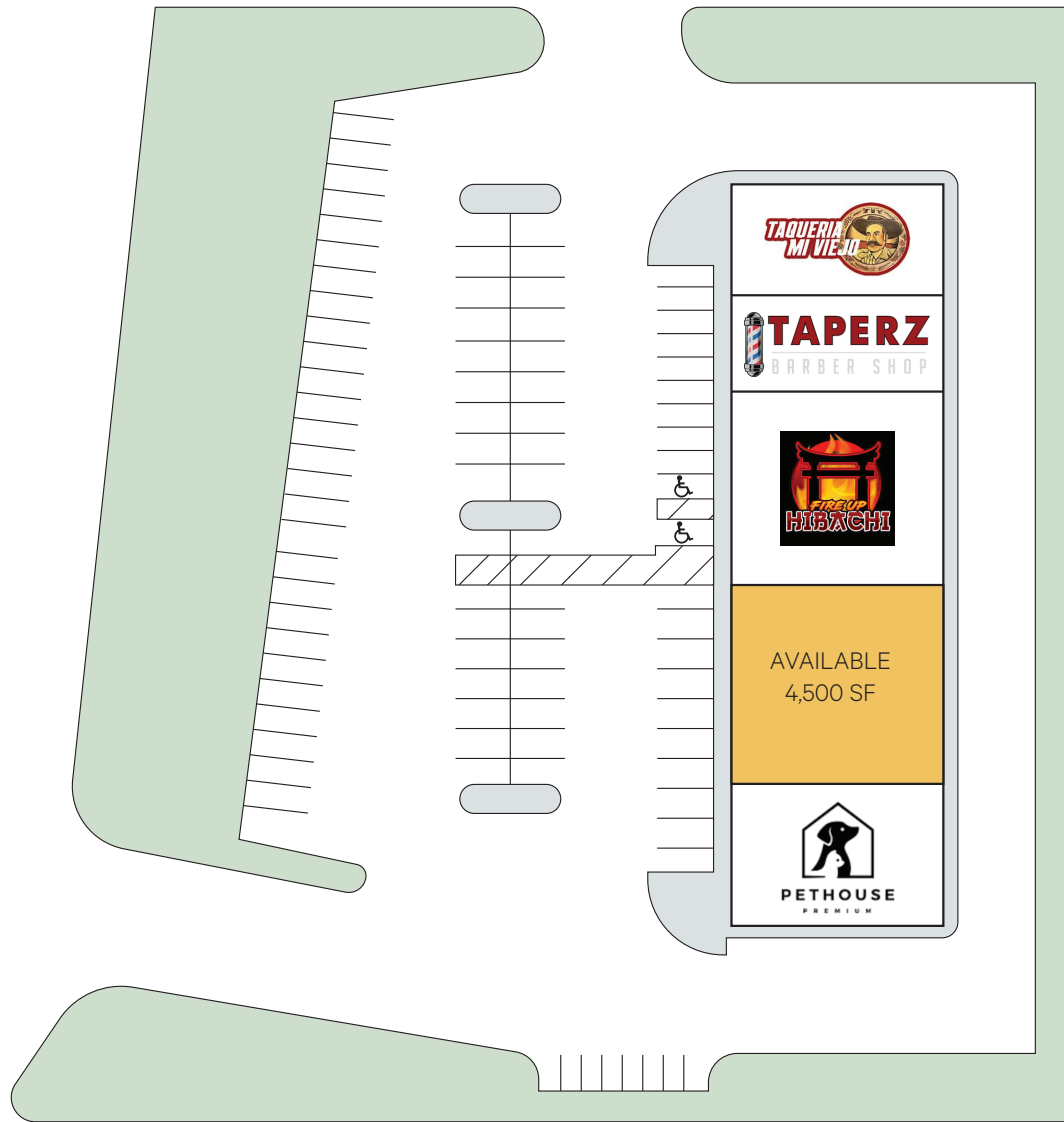 TAQUERIA
MI VIEJO
TAPERZ
BARBER SHOP
FIRE UP
HIBACHI
AVAILABLE
4,500 SF
PETHOUSE
PREMIUM